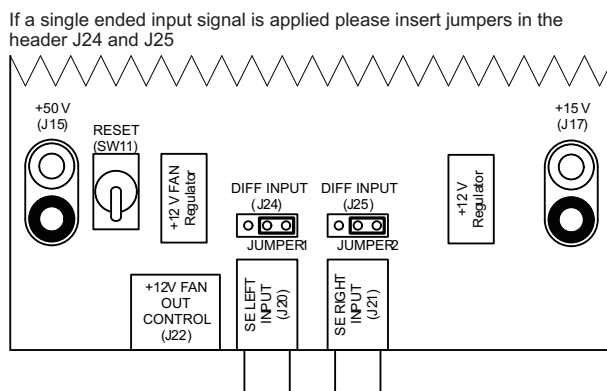 If a single ended input signal is applied please insert jumpers in the
header J24 and J25
+50 V
(J15)
RESET
(SW11)
+12 V FAN
Regulator
DIFF INPUT
(J24)
JUMPER1
DIFF INPUT
(J25)
JUMPER2
+12 V
Regulator
+15 V
(J17)
+12V FAN
OUT
CONTROL
(J22)
SE LEFT
INPUT
(J20)
SE RIGHT
INPUT
(J21)